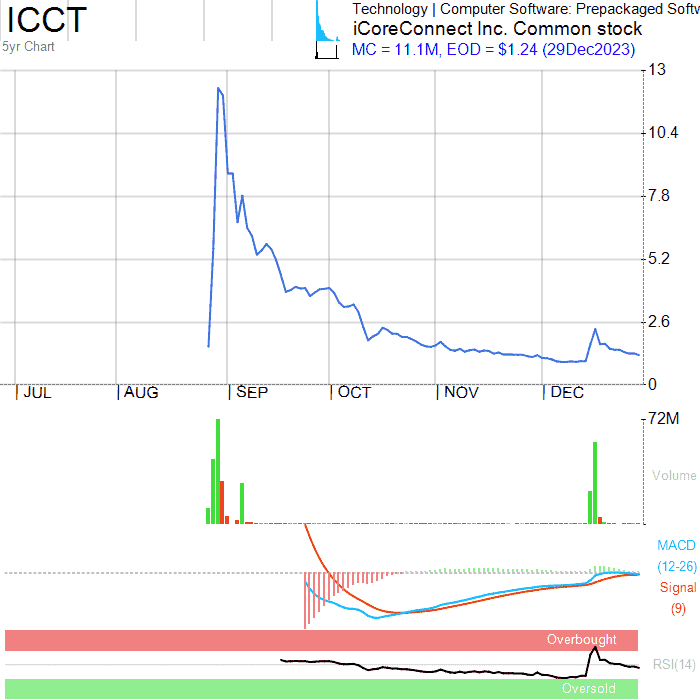 ICCT
5yr Chart
Technology | Computer Software: Prepackaged Softw
iCoreConnect Inc. Common stock
MC = 11.1M, EOD = $1.24 (29Dec2023)
13
10.4
7.8
5.2
2.6
0
JUL AUG SEP OCT NOV DEC
72M
Volume
MACD
(12-26)
Signal
(9)
Overbought
RSI(14)
Oversold